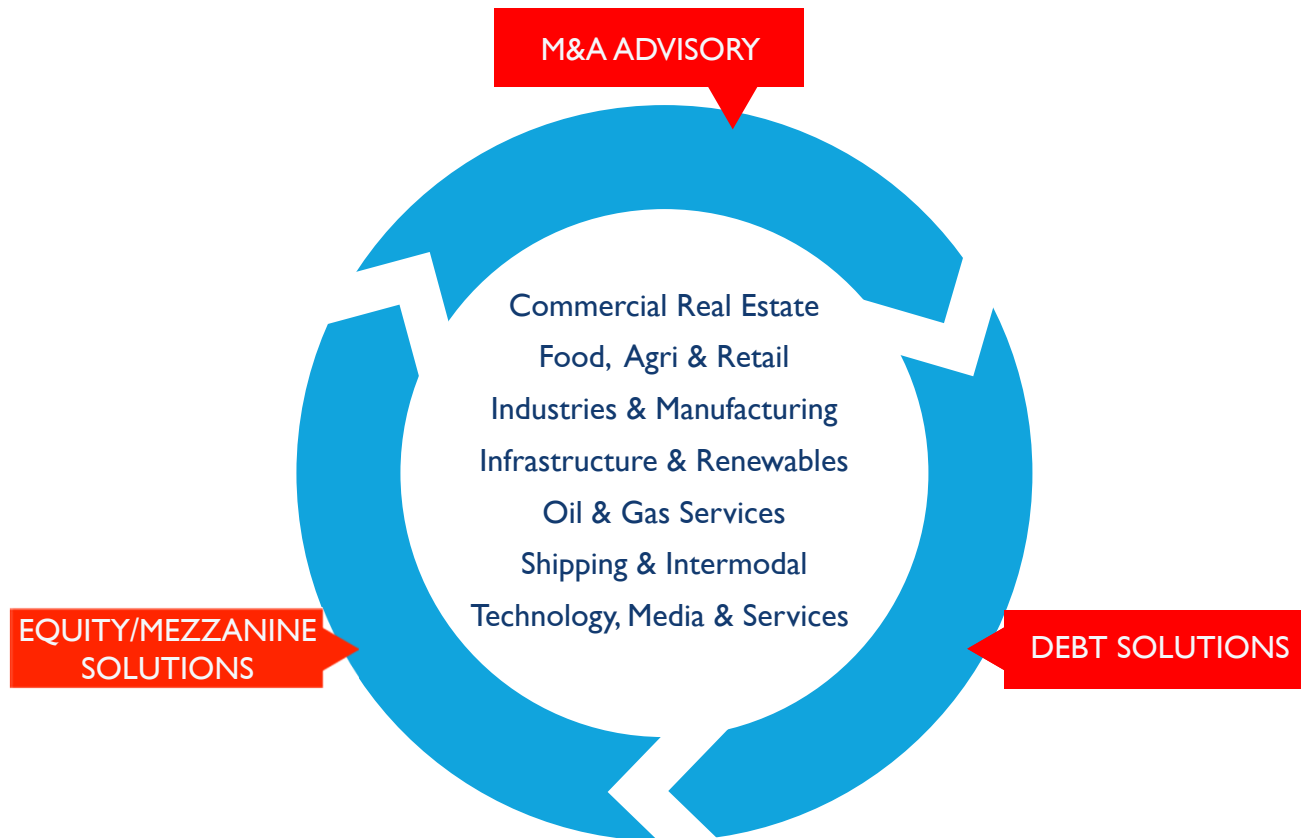 M&A ADVISORY
Commercial Real Estate
Food, Agri & Retail
Industries & Manufacturing
Infrastructure & Renewables
Oil & Gas Services
Shipping & Intermodal
Technology, Media & Services
EQUITY/MEZZANINE
SOLUTIONS
DEBT SOLUTIONS